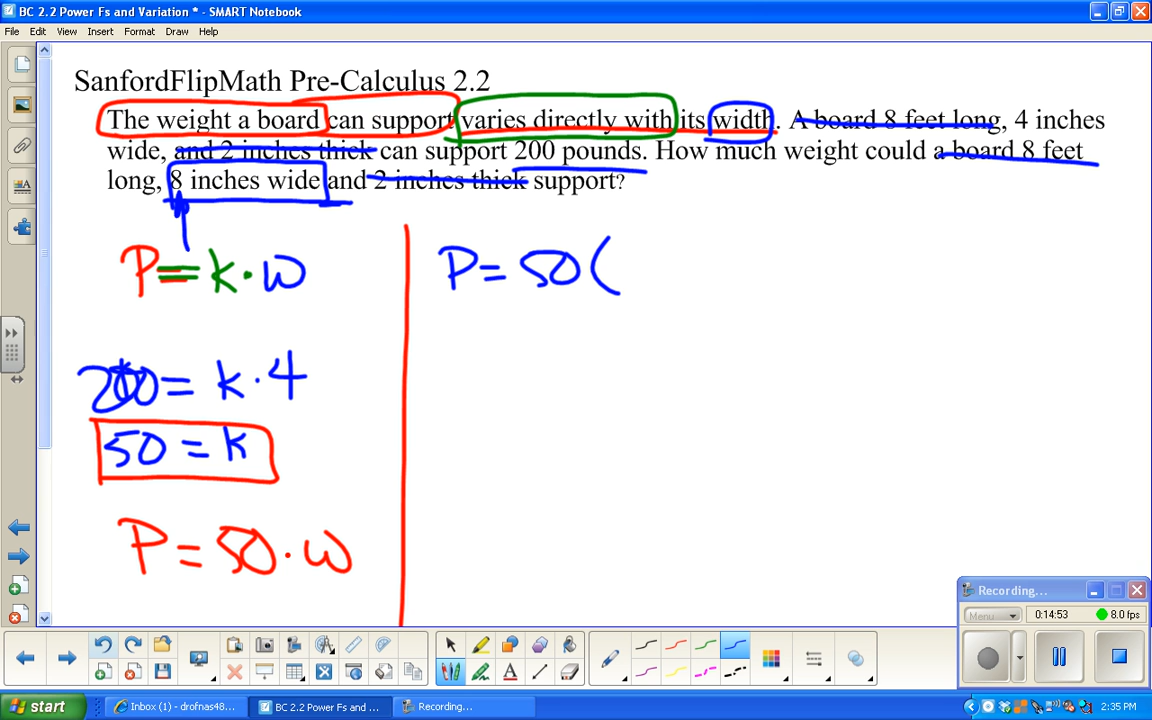 BC 2.2 Power Fs and Variation * - SMART Notebook
File Edit View Insert Format Draw Help
SanfordFlipMath Pre-Calculus 2.2
The weight a board can support varies directly with its width. A board 8 feet long, 4 inches
wide, and 2 inches thick can support 200 pounds. How much weight could a board 8 feet
long, 8 inches wide and 2 inches thick support?
P = k · w
P = 50 (
200 = k · 4
50 = k
P = 50 · w
Recording...
Menu 0:14:53 8.0 fps
start Inbox (1) - drofnas48... BC 2.2 Power Fs and ... Recording... 2:35 PM